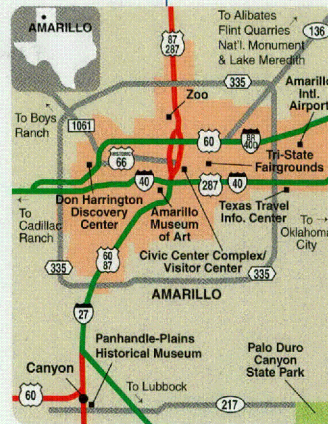 AMARILLO
87
287
To Alibates
Flint Quarries
Nat'l. Monument
& Lake Meredith
136
335
Amarillo
Intl.
Airport
Zoo
To Boys
Ranch
1061
60
66
Tri-State
Fairgrounds
40
287
40
Don Harrington
Discovery
Center
Amarillo
Museum
of Art
Texas Travel
Info. Center
To
Cadillac
Ranch
To
Oklahoma
City
Civic Center Complex/
Visitor Center
60
87
335
335
AMARILLO
27
Panhandle-Plains
Historical Museum
Palo Duro
Canyon
State Park
Canyon
To Lubbock
60
217